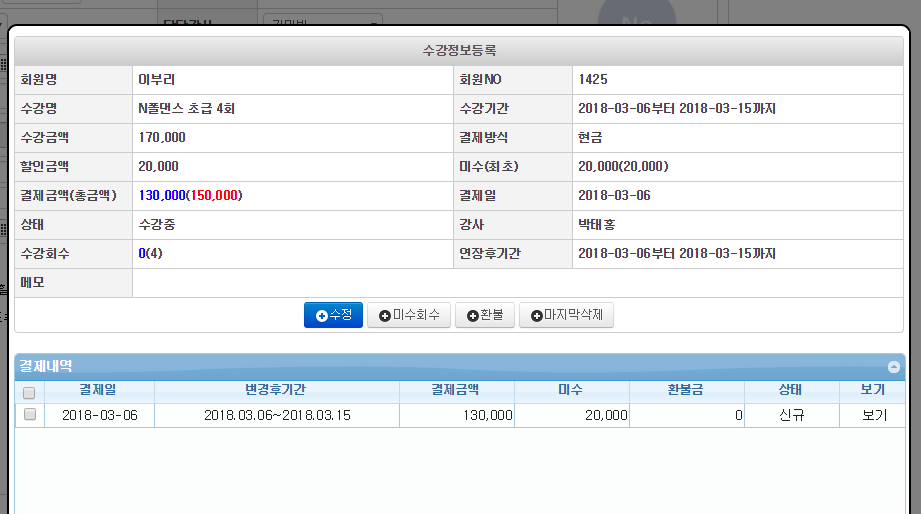 수강정보등록
회원명 이부리 회원NO 1425
수강명 N폴댄스 초급 4회 수강기간 2018-03-06부터 2018-03-15까지
수강금액 170,000 결제방식 현금
할인금액 20,000 미수(최초) 20,000(20,000)
결제금액(총금액) 130,000(150,000) 결제일 2018-03-06
상태 수강중 강사 박태홍
수강회수 0(4) 연장후기간 2018-03-06부터 2018-03-15까지
메모
수정 미수회수 환불 마지막삭제
결제내역
결제일 변경후기간 결제금액 미수 환불금 상태 보기
2018-03-06 2018.03.06~2018.03.15 130,000 20,000 0 신규 보기